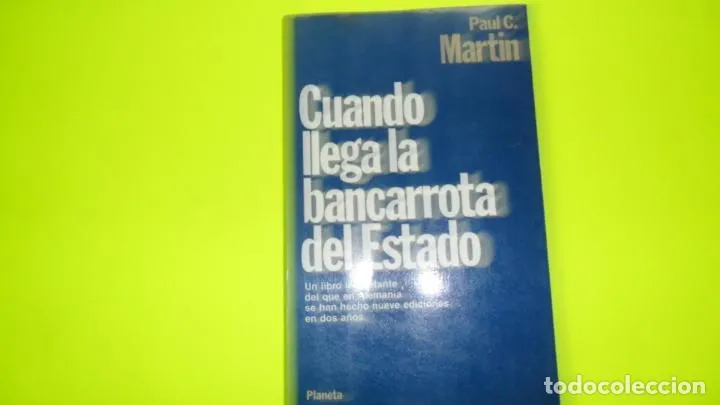 Paul C.
Martin
Cuando
llega la
bancarrota
del Estado
Un libro
del que en Alemania
se han hecho nueve ediciones
en dos años.
Planeta
todocoleccion